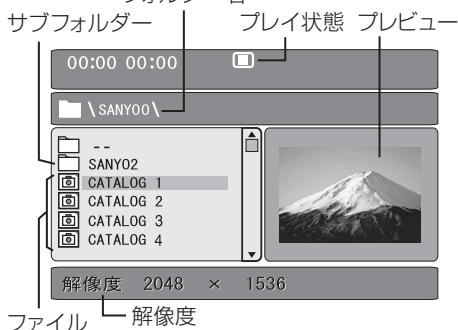 サブフォルダー
プレイ状態 プレビュー
00:00 00:00
\SANYO0\
--
SANYO2
CATALOG 1
CATALOG 2
CATALOG 3
CATALOG 4
解像度 2048 × 1536
ファイル
解像度